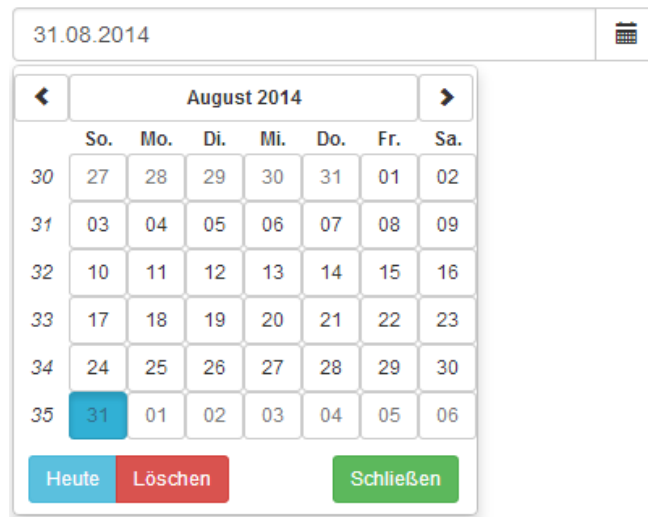 31.08.2014
August 2014
So. Mo. Di. Mi. Do. Fr. Sa.
30 27 28 29 30 31 01 02
31 03 04 05 06 07 08 09
32 10 11 12 13 14 15 16
33 17 18 19 20 21 22 23
34 24 25 26 27 28 29 30
35 31 01 02 03 04 05 06
Heute Löschen Schließen